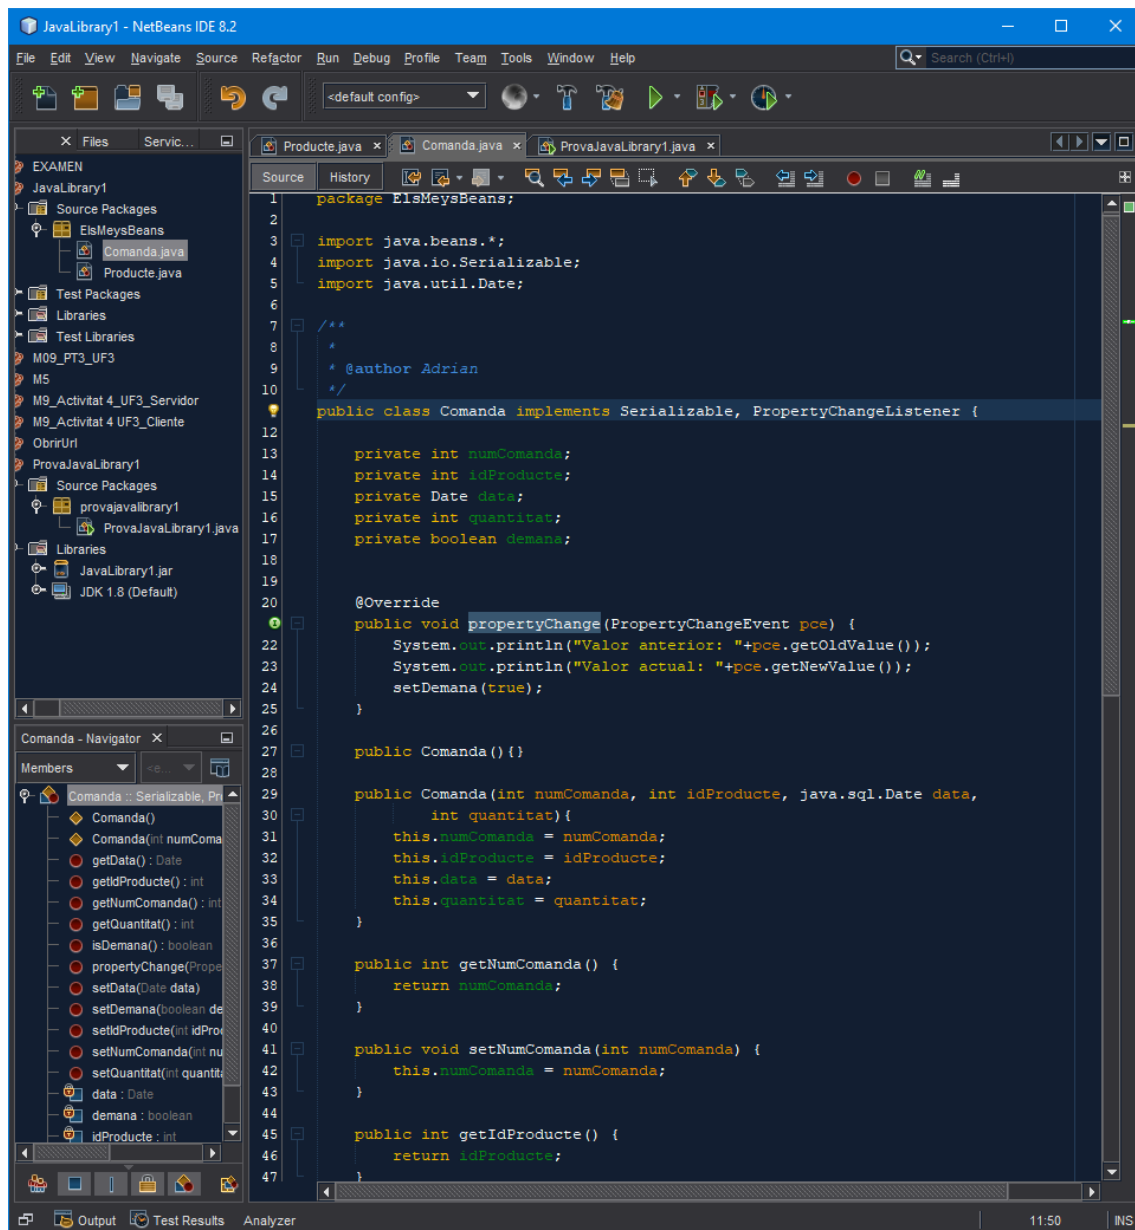 JavaLibrary1 - NetBeans IDE 8.2
File Edit View Navigate Source Refactor Run Debug Profile Team Tools Window Help
Search (Ctrl+I)
<default config>
Files Servic...
EXAMEN
JavaLibrary1
Source Packages
ElsMeysBeans
Comanda.java
Producte.java
Test Packages
Libraries
Test Libraries
M09_PT3_UF3
M5
M9_Activitat 4_UF3_Servidor
M9_Activitat 4 UF3_Cliente
ObrirUrl
ProvaJavaLibrary1
Source Packages
provajavalibrary1
ProvaJavaLibrary1.java
Libraries
JavaLibrary1.jar
JDK 1.8 (Default)
Comanda - Navigator
Members <e...
Comanda :: Serializable, Pr
Comanda()
Comanda(int numComa
getData() : Date
getIdProducte() : int
getNumComanda() : int
getQuantitat() : int
isDemana() : boolean
propertyChange(Prope
setData(Date data)
setDemana(boolean de
setIdProducte(int idProd
setNumComanda(int nu
setQuantitat(int quantita
data : Date
demana : boolean
idProducte : int
Producte.java Comanda.java ProvaJavaLibrary1.java
Source History
1 package ElsMeysBeans;
2
3 import java.beans.*;
4 import java.io.Serializable;
5 import java.util.Date;
6
7 /**
8 *
9 * @author Adrian
10 */
public class Comanda implements Serializable, PropertyChangeListener {
12
13 private int numComanda;
14 private int idProducte;
15 private Date data;
16 private int quantitat;
17 private boolean demana;
18
19
20 @Override
public void propertyChange(PropertyChangeEvent pce) {
22 System.out.println("Valor anterior: "+pce.getOldValue());
23 System.out.println("Valor actual: "+pce.getNewValue());
24 setDemana(true);
25 }
26
27 public Comanda(){}
28
29 public Comanda(int numComanda, int idProducte, java.sql.Date data,
30 int quantitat){
31 this.numComanda = numComanda;
32 this.idProducte = idProducte;
33 this.data = data;
34 this.quantitat = quantitat;
35 }
36
37 public int getNumComanda() {
38 return numComanda;
39 }
40
41 public void setNumComanda(int numComanda) {
42 this.numComanda = numComanda;
43 }
44
45 public int getIdProducte() {
46 return idProducte;
47 }
Output Test Results Analyzer 11:50 INS